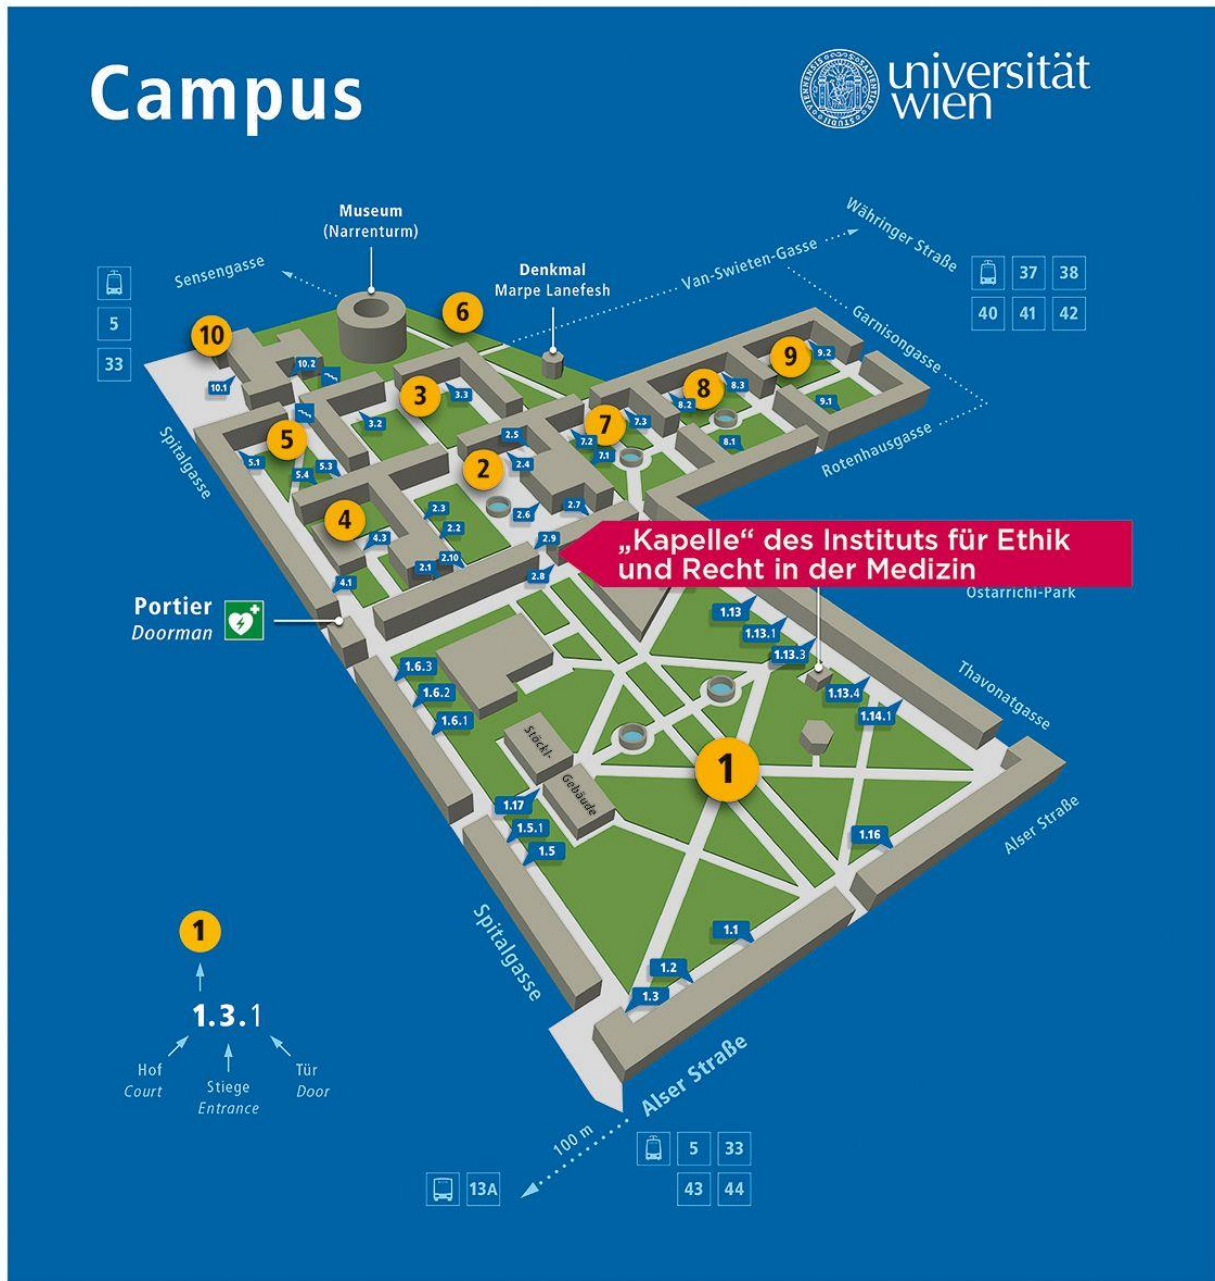 Campus
universität
wien
Museum
(Narrenturm)
Denkmal
Marpe Lanefesh
Sensengasse
Van-Swieten-Gasse
Währinger Straße
Garnisongasse
Rotenhausgasse
5
33
37 38
40 41 42
10
6
9
8
3
7
5
2
4
10.1
10.2
9.2
9.1
8.3
8.2
8.1
3.3
3.2
7.3
7.2
7.1
5.1
5.4
5.3
2.5
2.4
2.3
2.2
2.6
2.7
2.9
2.10
2.1
2.8
4.3
4.1
Spitalgasse
„Kapelle“ des Instituts für Ethik
und Recht in der Medizin
Ostarrichi-Park
Portier
Doorman
1.13
1.13.1
1.13.3
1.13.4
1.14.1
Thavonatgasse
1.6.3
1.6.2
1.6.1
Stöckl-
Gebäude
1
1.17
1.5.1
1.5
1.16
Alser Straße
1.1
1.2
1.3
Spitalgasse
1
1.3.1
Hof
Court
Stiege
Entrance
Tür
Door
Alser Straße
100 m
5 33
43 44
13A